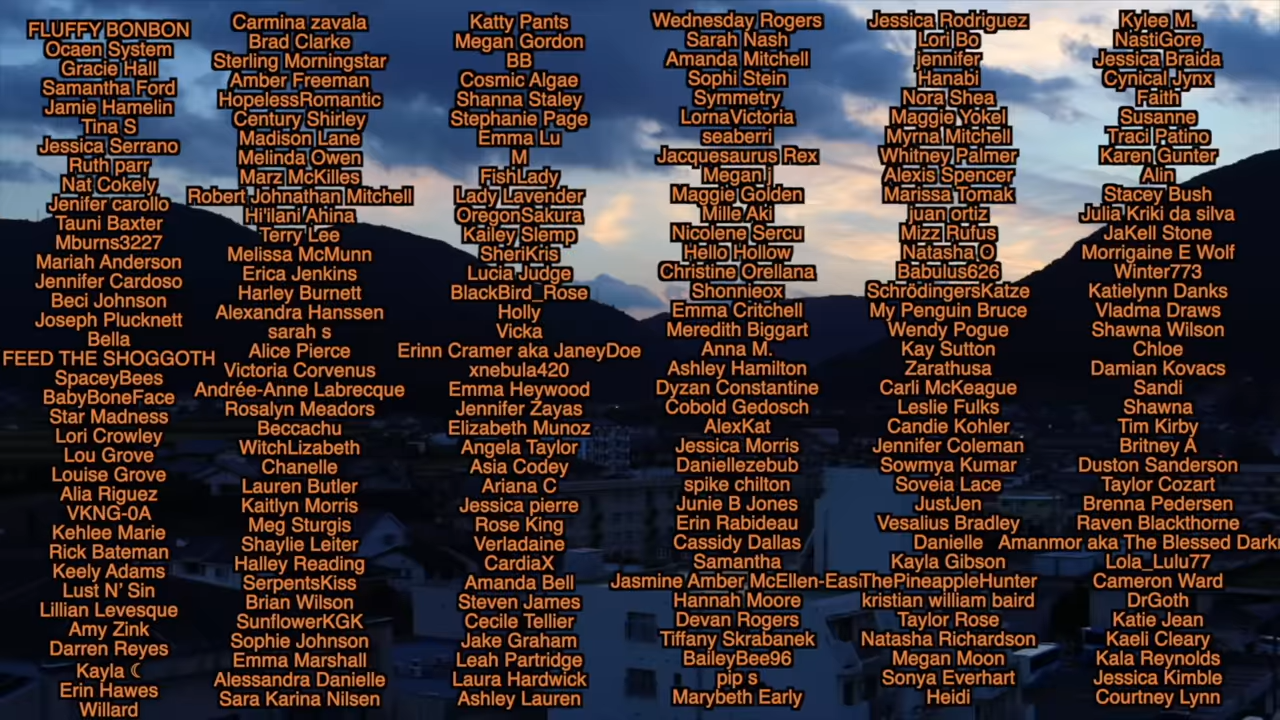 FLUFFY BONBON
Ocaen System
Gracie Hall
Samantha Ford
Jamie Hamelin
Tina S
Jessica Serrano
Ruth parr
Nat Cokely
Jenifer carollo
Tauni Baxter
Mburns3227
Mariah Anderson
Jennifer Cardoso
Beci Johnson
Joseph Plucknett
Bella
FEED THE SHOGGOTH
SpaceyBees
BabyBoneFace
Star Madness
Lori Crowley
Lou Grove
Louise Grove
Alia Riguez
VKNG-0A
Kehlee Marie
Rick Bateman
Keely Adams
Lust N' Sin
Lillian Levesque
Amy Zink
Darren Reyes
Kayla ☾
Erin Hawes
Willard
Carmina zavala
Brad Clarke
Sterling Morningstar
Amber Freeman
HopelessRomantic
Century Shirley
Madison Lane
Melinda Owen
Marz McKilles
Robert Johnathan Mitchell
Hi'ilani Ahina
Terry Lee
Melissa McMunn
Erica Jenkins
Harley Burnett
Alexandra Hanssen
sarah s
Alice Pierce
Victoria Corvenus
Andrée-Anne Labrecque
Rosalyn Meadors
Beccachu
WitchLizabeth
Chanelle
Lauren Butler
Kaitlyn Morris
Meg Sturgis
Shaylie Leiter
Halley Reading
SerpentsKiss
Brian Wilson
SunflowerKGK
Sophie Johnson
Emma Marshall
Alessandra Danielle
Sara Karina Nilsen
Katty Pants
Megan Gordon
BB
Cosmic Algae
Shanna Staley
Stephanie Page
Emma Lu
M
FishLady
Lady Lavender
OregonSakura
Kailey Slemp
SheriKris
Lucia Judge
BlackBird_Rose
Holly
Vicka
Erinn Cramer aka JaneyDoe
xnebula420
Emma Heywood
Jennifer Zayas
Elizabeth Munoz
Angela Taylor
Asia Codey
Ariana C
Jessica pierre
Rose King
Verladaine
CardiaX
Amanda Bell
Steven James
Cecile Tellier
Jake Graham
Leah Partridge
Laura Hardwick
Ashley Lauren
Wednesday Rogers
Sarah Nash
Amanda Mitchell
Sophi Stein
Symmetry
LornaVictoria
seaberri
Jacquesaurus Rex
Megan j
Maggie Golden
Mille Aki
Nicolene Sercu
Hello Hollow
Christine Orellana
Shonnieox
Emma Critchell
Meredith Biggart
Anna M.
Ashley Hamilton
Dyzan Constantine
Cobold Gedosch
AlexKat
Jessica Morris
Daniellezebub
spike chilton
Junie B Jones
Erin Rabideau
Cassidy Dallas
Samantha
Jasmine Amber McEllen-East
Hannah Moore
Devan Rogers
Tiffany Skrabanek
BaileyBee96
pip s
Marybeth Early
Jessica Rodriguez
Lori Bo
jennifer
Hanabi
Nora Shea
Maggie Yokel
Myrna Mitchell
Whitney Palmer
Alexis Spencer
Marissa Tomak
juan ortiz
Mizz Rufus
Natasha O
Babulus626
SchrödingersKatze
My Penguin Bruce
Wendy Pogue
Kay Sutton
Zarathusa
Carli McKeague
Leslie Fulks
Candie Kohler
Jennifer Coleman
Sowmya Kumar
Soveia Lace
JustJen
Vesalius Bradley
Danielle
Kayla Gibson
ThePineappleHunter
kristian william baird
Taylor Rose
Natasha Richardson
Megan Moon
Sonya Everhart
Heidi
Kylee M.
NastiGore
Jessica Braida
Cynical Jynx
Faith
Susanne
Traci Patino
Karen Gunter
Alin
Stacey Bush
Julia Kriki da silva
JaKell Stone
Morrigaine E Wolf
Winter773
Katielynn Danks
Vladma Draws
Shawna Wilson
Chloe
Damian Kovacs
Sandi
Shawna
Tim Kirby
Britney A
Duston Sanderson
Taylor Cozart
Brenna Pedersen
Raven Blackthorne
Amanmor aka The Blessed Dark
Lola_Lulu77
Cameron Ward
DrGoth
Katie Jean
Kaeli Cleary
Kala Reynolds
Jessica Kimble
Courtney Lynn